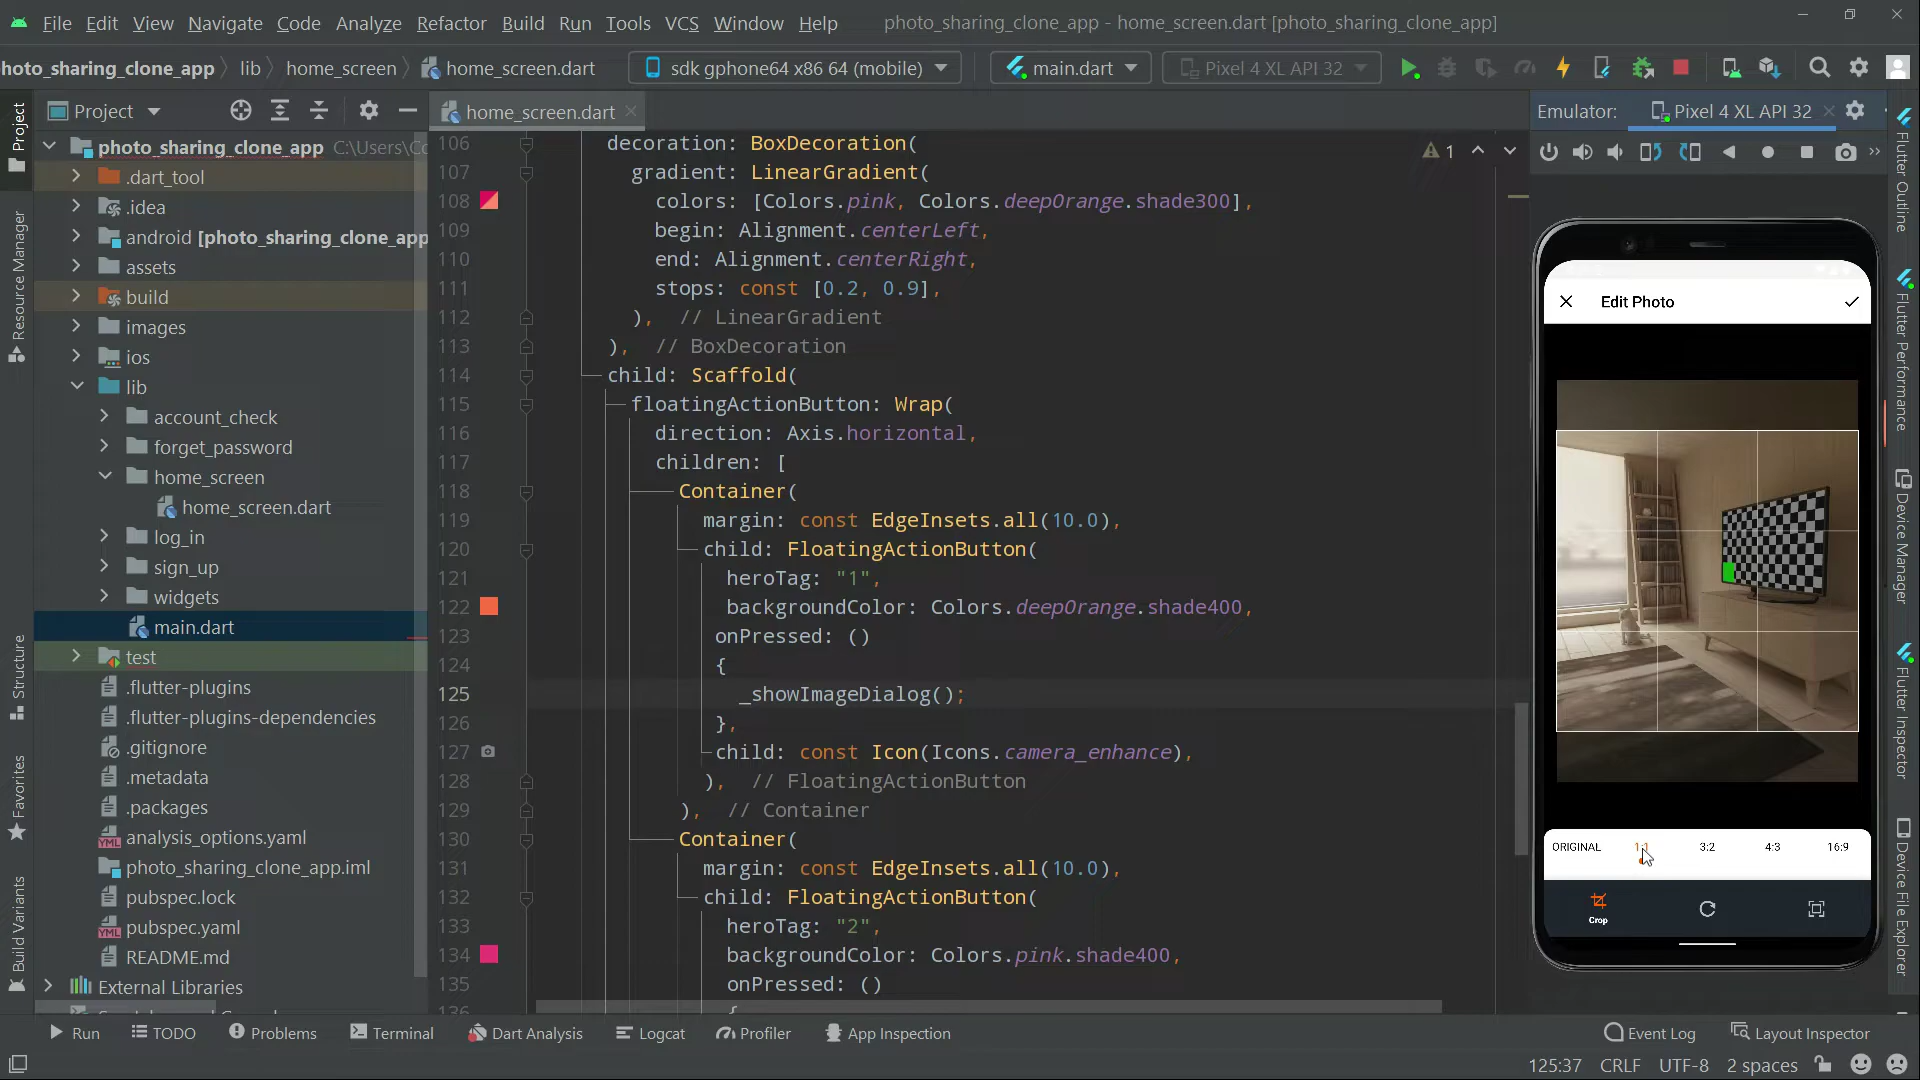 File Edit View Navigate Code Analyze Refactor Build Run Tools VCS Window Help photo_sharing_clone_app - home_screen.dart [photo_sharing_clone_app]
hoto_sharing_clone_app lib home_screen home_screen.dart sdk gphone64 x86 64 (mobile) main.dart Pixel 4 XL API 32
Project home_screen.dart Emulator: Pixel 4 XL API 32
photo_sharing_clone_app C:\Users\Co
.dart_tool
.idea
android [photo_sharing_clone_app
assets
build
images
ios
lib
account_check
forget_password
home_screen
home_screen.dart
log_in
sign_up
widgets
main.dart
test
.flutter-plugins
.flutter-plugins-dependencies
.gitignore
.metadata
.packages
analysis_options.yaml
photo_sharing_clone_app.iml
pubspec.lock
pubspec.yaml
README.md
External Libraries
Project
Resource Manager
Structure
Favorites
Build Variants
106 decoration: BoxDecoration(
107 gradient: LinearGradient(
108 colors: [Colors.pink, Colors.deepOrange.shade300],
109 begin: Alignment.centerLeft,
110 end: Alignment.centerRight,
111 stops: const [0.2, 0.9],
112 ), // LinearGradient
113 ), // BoxDecoration
114 child: Scaffold(
115 floatingActionButton: Wrap(
116 direction: Axis.horizontal,
117 children: [
118 Container(
119 margin: const EdgeInsets.all(10.0),
120 child: FloatingActionButton(
121 heroTag: "1",
122 backgroundColor: Colors.deepOrange.shade400,
123 onPressed: ()
124 {
125 _showImageDialog();
126 },
127 child: const Icon(Icons.camera_enhance),
128 ), // FloatingActionButton
129 ), // Container
130 Container(
131 margin: const EdgeInsets.all(10.0),
132 child: FloatingActionButton(
133 heroTag: "2",
134 backgroundColor: Colors.pink.shade400,
135 onPressed: ()
136 {
1
Edit Photo
ORIGINAL 1:1 3:2 4:3 16:9
Crop
Flutter Outline
Flutter Performance
Flutter Inspector
Device Manager
Device File Explorer
Run TODO Problems Terminal Dart Analysis Logcat Profiler App Inspection Event Log Layout Inspector
125:37 CRLF UTF-8 2 spaces